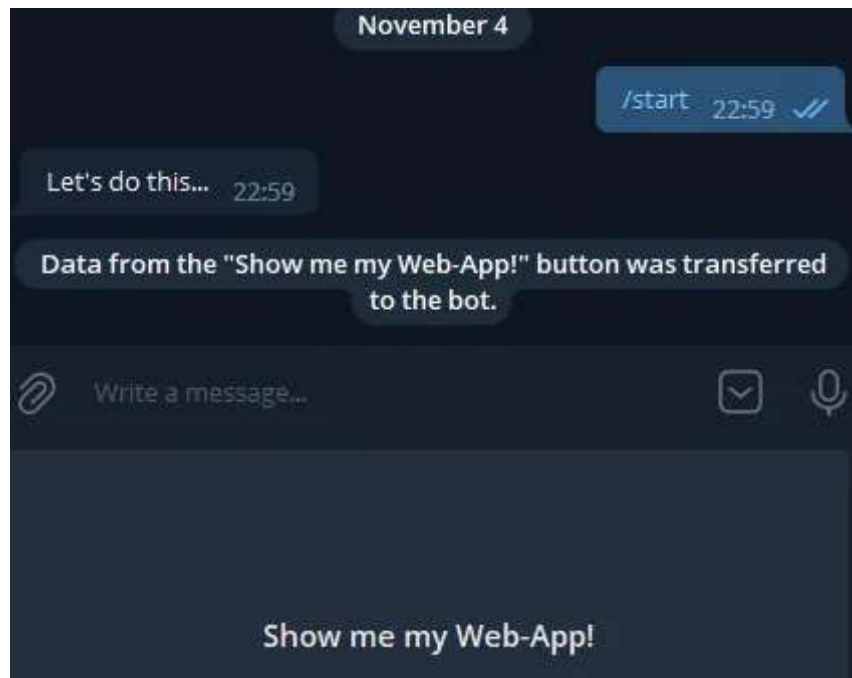 November 4
/start 22:59
Let's do this... 22:59
Data from the "Show me my Web-App!" button was transferred
to the bot.
Write a message...
Show me my Web-App!